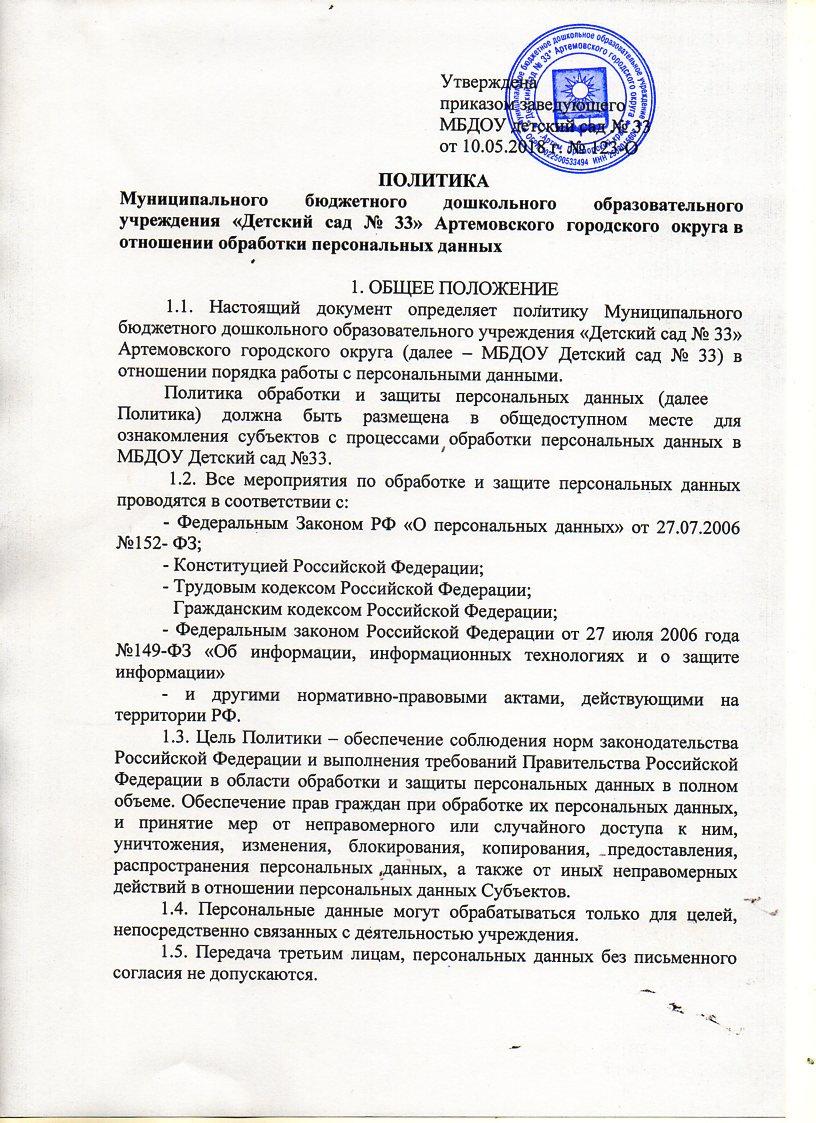 Утверждена
приказом заведующего
МБДОУ детский сад № 33
от 10.05.2018 г. № 123-О
ПОЛИТИКА
Муниципального бюджетного дошкольного образовательного
учреждения «Детский сад № 33» Артемовского городского округа в
отношении обработки персональных данных
1. ОБЩЕЕ ПОЛОЖЕНИЕ
1.1. Настоящий документ определяет политику Муниципального
бюджетного дошкольного образовательного учреждения «Детский сад № 33»
Артемовского городского округа (далее – МБДОУ Детский сад № 33) в
отношении порядка работы с персональными данными.
Политика обработки и защиты персональных данных (далее
Политика) должна быть размещена в общедоступном месте для
ознакомления субъектов с процессами обработки персональных данных в
МБДОУ Детский сад №33.
1.2. Все мероприятия по обработке и защите персональных данных
проводятся в соответствии с:
- Федеральным Законом РФ «О персональных данных» от 27.07.2006
№152- ФЗ;
- Конституцией Российской Федерации;
- Трудовым кодексом Российской Федерации;
Гражданским кодексом Российской Федерации;
- Федеральным законом Российской Федерации от 27 июля 2006 года
№149-ФЗ «Об информации, информационных технологиях и о защите
информации»
- и другими нормативно-правовыми актами, действующими на
территории РФ.
1.3. Цель Политики – обеспечение соблюдения норм законодательства
Российской Федерации и выполнения требований Правительства Российской
Федерации в области обработки и защиты персональных данных в полном
объеме. Обеспечение прав граждан при обработке их персональных данных,
и принятие мер от неправомерного или случайного доступа к ним,
уничтожения, изменения, блокирования, копирования, предоставления,
распространения персональных данных, а также от иных неправомерных
действий в отношении персональных данных Субъектов.
1.4. Персональные данные могут обрабатываться только для целей,
непосредственно связанных с деятельностью учреждения.
1.5. Передача третьим лицам, персональных данных без письменного
согласия не допускаются.
бюджетное дошкольное образовательное учреждение
Детский сад № 33" Артемовского городского округа